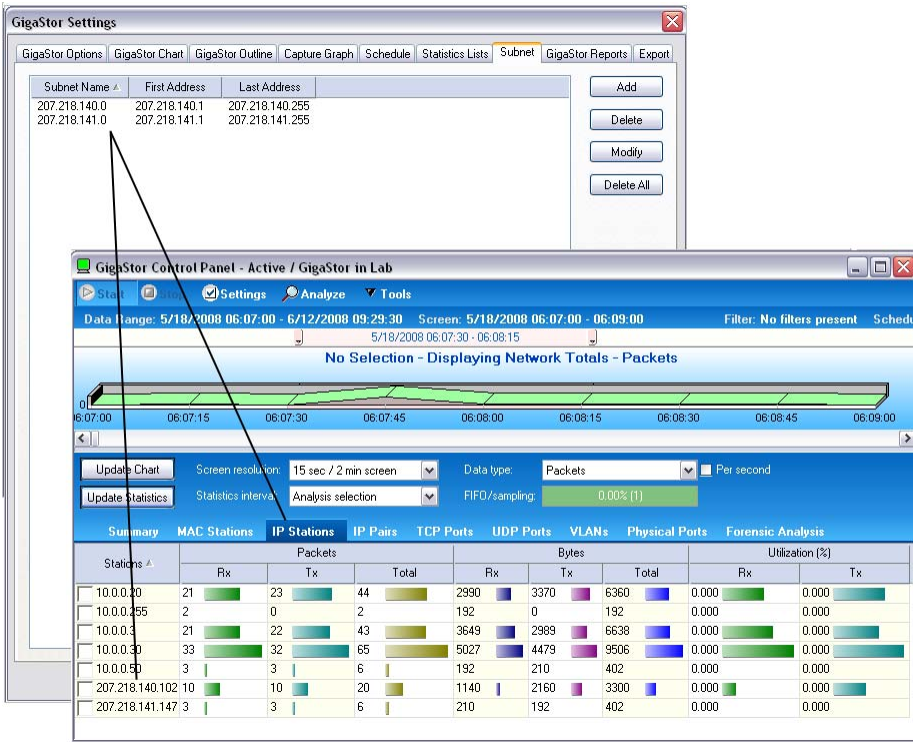 GigaStor Settings
GigaStor Options GigaStor Chart GigaStor Outline Capture Graph Schedule Statistics Lists Subnet GigaStor Reports Export
Subnet Name First Address Last Address
207.218.140.0 207.218.140.1 207.218.140.255
207.218.141.0 207.218.141.1 207.218.141.255
Add
Delete
Modify
Delete All
GigaStor Control Panel - Active / GigaStor in Lab
Start Stop Settings Analyze Tools
Data Range: 5/18/2008 06:07:00 - 6/12/2008 09:29:30 Screen: 5/18/2008 06:07:00 - 06:09:00 Filter: No filters present Schedu
5/18/2008 06:07:30 - 06:08:15
No Selection - Displaying Network Totals - Packets
0
06:07:00 06:07:15 06:07:30 06:07:45 06:08:00 06:08:15 06:08:30 06:08:45 06:09:00
Update Chart Screen resolution: 15 sec / 2 min screen Data type: Packets Per second
Update Statistics Statistics interval: Analysis selection FIFO/sampling: 0.00% (1)
Summary MAC Stations IP Stations IP Pairs TCP Ports UDP Ports VLANs Physical Ports Forensic Analysis
Stations Packets Bytes Utilization (%)
Rx Tx Total Rx Tx Total Rx Tx
10.0.0.20 21 23 44 2990 3370 6360 0.000 0.000
10.0.0.255 2 0 2 192 0 192 0.000 0.000
10.0.0.3 21 22 43 3649 2989 6638 0.000 0.000
10.0.0.30 33 32 65 5027 4479 9506 0.000 0.000
10.0.0.50 3 3 6 192 210 402 0.000 0.000
207.218.140.102 10 10 20 1140 2160 3300 0.000 0.000
207.218.141.147 3 3 6 210 192 402 0.000 0.000